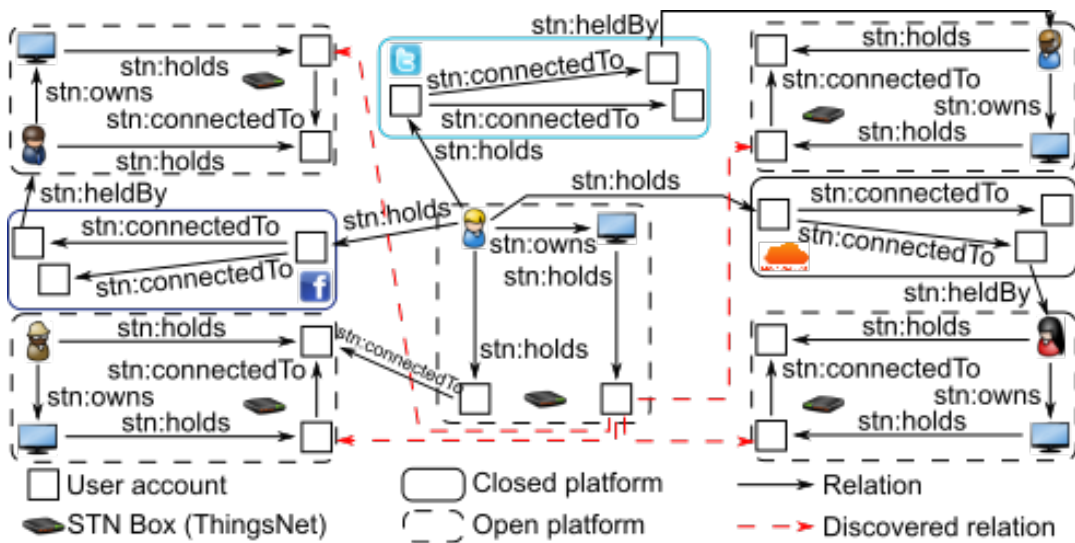 stn:heldBy
stn:holds
stn:owns
stn:connectedTo
stn:holds
stn:connectedTo
stn:connectedTo
stn:holds
stn:connectedTo
stn:owns
stn:holds
stn:heldBy
stn:holds
stn:connectedTo
stn:connectedTo
f
stn:holds
stn:owns
stn:holds
stn:holds
stn:connectedTo
stn:connectedTo
stn:heldBy
stn:holds
stn:connectedTo
stn:owns
stn:holds
stn:connectedTo
stn:holds
stn:connectedTo
stn:owns
stn:holds
User account
Closed platform
Relation
STN Box (ThingsNet)
Open platform
Discovered relation